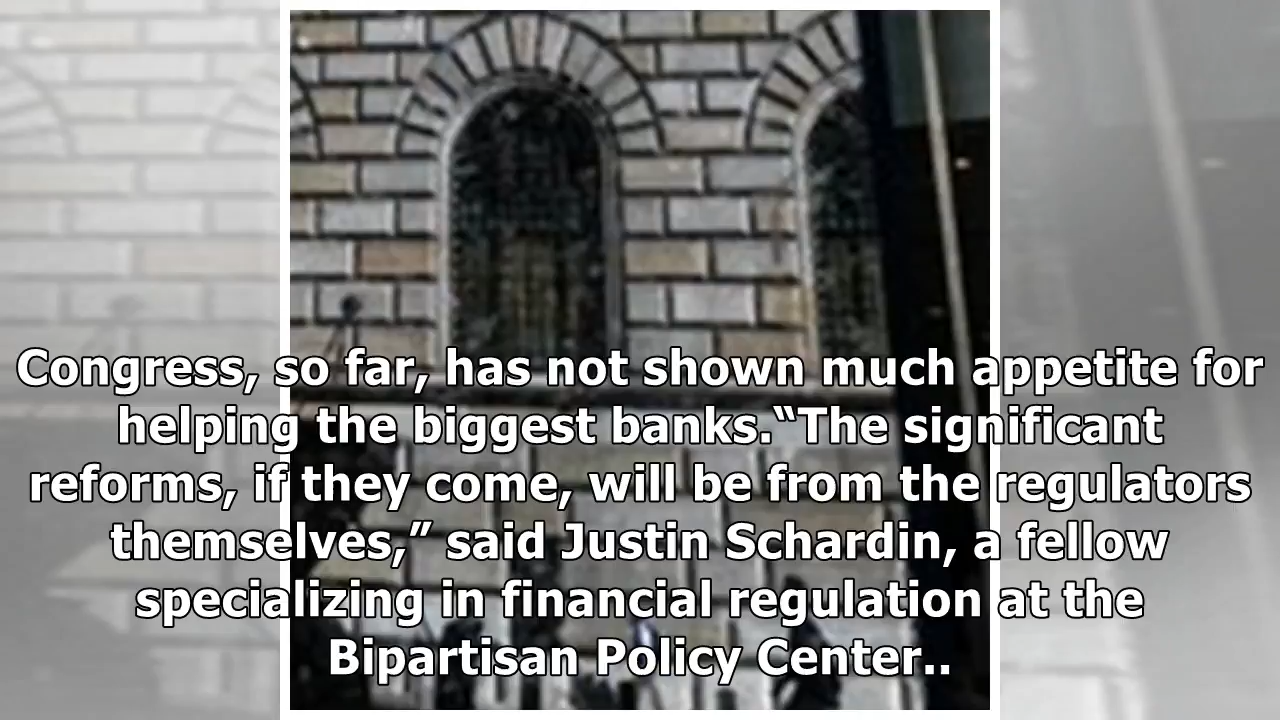 Congress, so far, has not shown much appetite for
helping the biggest banks.“The significant
reforms, if they come, will be from the regulators
themselves,” said Justin Schardin, a fellow
specializing in financial regulation at the
Bipartisan Policy Center..